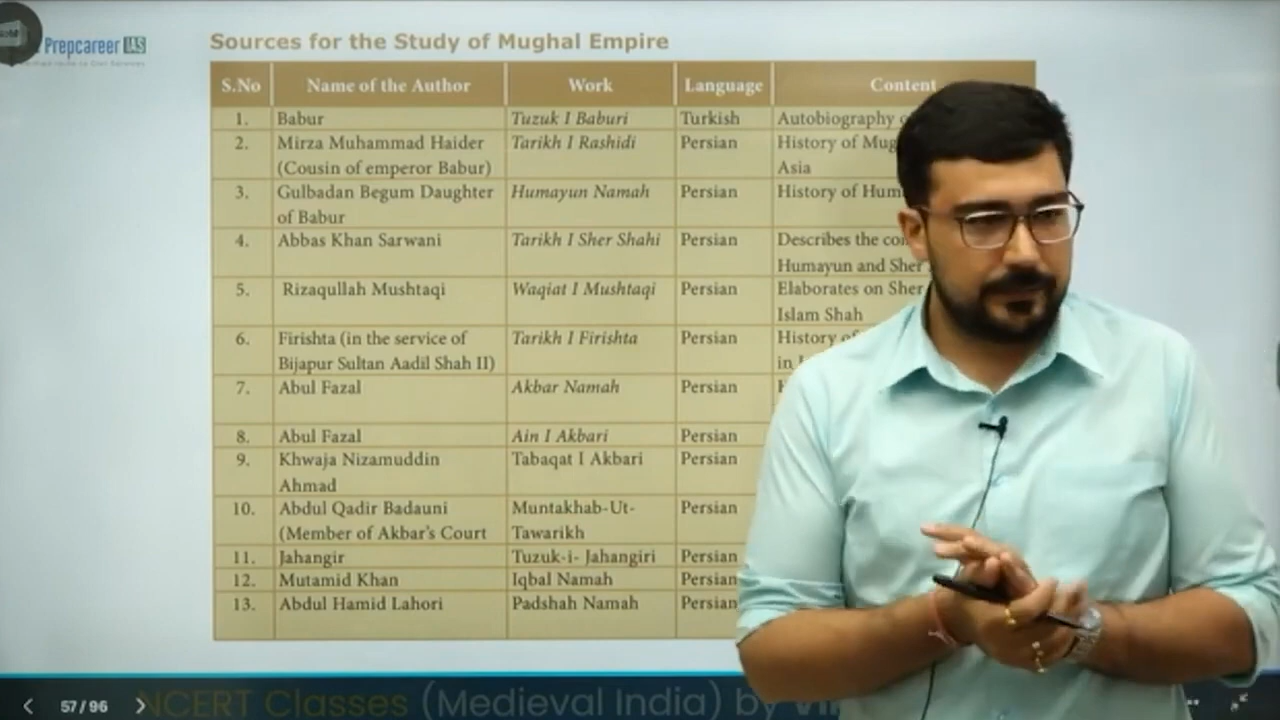 Prepcareer IAS
Sources for the Study of Mughal Empire
S.No Name of the Author Work Language Content
1. Babur Tuzuk I Baburi Turkish Autobiography
2. Mirza Muhammad Haider Tarikh I Rashidi Persian History of
(Cousin of emperor Babur) Asia
3. Gulbadan Begum Daughter Humayun Namah Persian History of
of Babur
4. Abbas Khan Sarwani Tarikh I Sher Shahi Persian Describes the
Humayun and Sher
5. Rizaqullah Mushtaqi Waqiat I Mushtaqi Persian Elaborates on Sher
Islam Shah
6. Firishta (in the service of Tarikh I Firishta Persian History
Bijapur Sultan Aadil Shah II) in
7. Abul Fazal Akbar Namah Persian
8. Abul Fazal Ain I Akbari Persian
9. Khwaja Nizamuddin Tabaqat I Akbari Persian
Ahmad
10. Abdul Qadir Badauni Muntakhab-Ut- Persian
(Member of Akbar's Court Tawarikh
11. Jahangir Tuzuk-i- Jahangiri Persian
12. Mutamid Khan Iqbal Namah Persian
13. Abdul Hamid Lahori Padshah Namah Persian
57 / 96
NCERT Classes (Medieval India) by